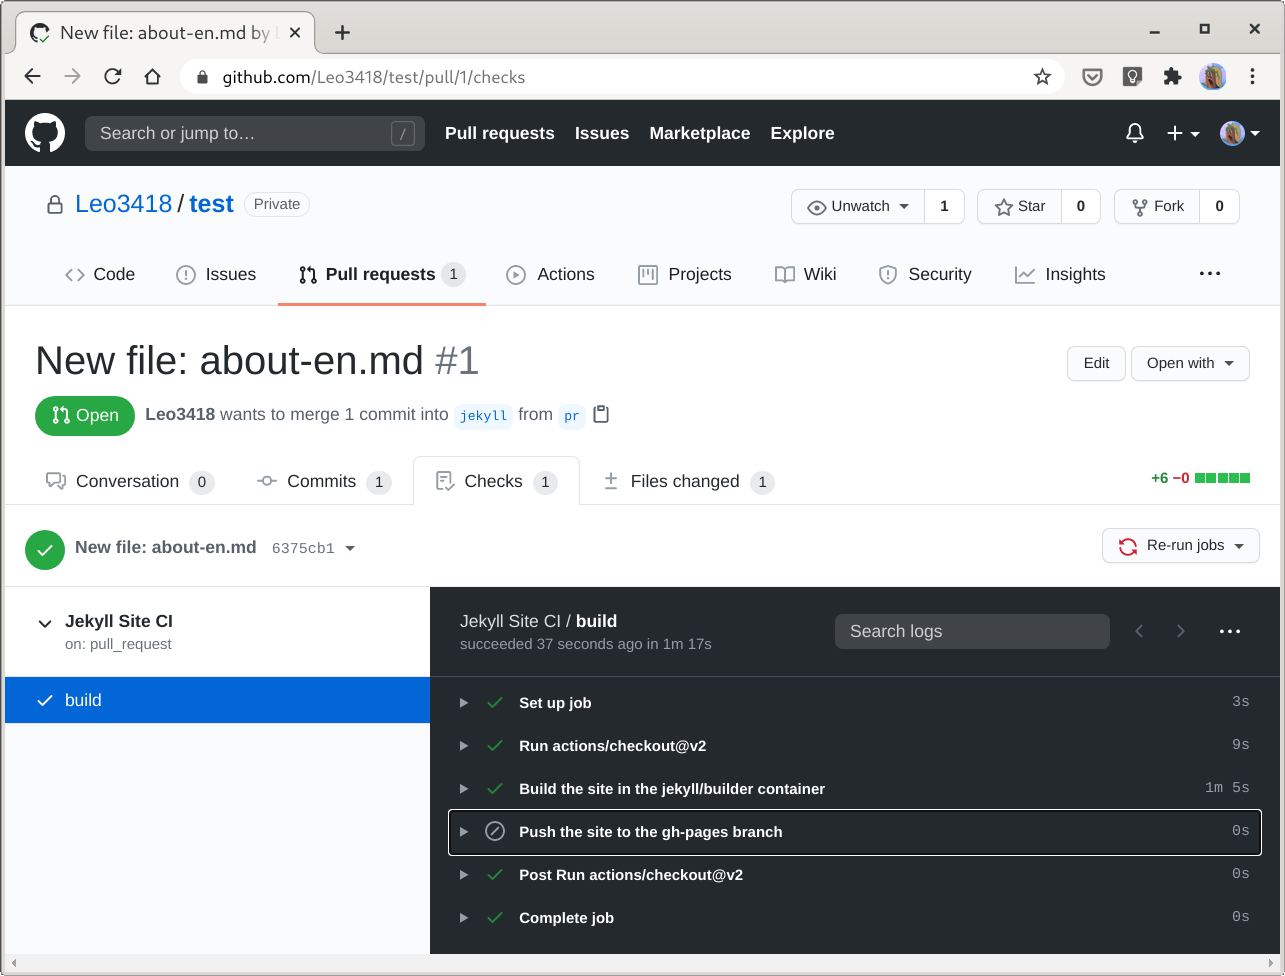 New file: about-en.md by
github.com/Leo3418/test/pull/1/checks
Search or jump to… / Pull requests Issues Marketplace Explore
Leo3418 / test Private Unwatch 1 Star 0 Fork 0
Code Issues Pull requests 1 Actions Projects Wiki Security Insights
New file: about-en.md #1 Edit Open with
Open Leo3418 wants to merge 1 commit into jekyll from pr
Conversation 0 Commits 1 Checks 1 Files changed 1 +6 −0
New file: about-en.md 6375cb1 Re-run jobs
Jekyll Site CI
on: pull_request
build
Jekyll Site CI / build Search logs
succeeded 37 seconds ago in 1m 17s
Set up job 3s
Run actions/checkout@v2 9s
Build the site in the jekyll/builder container 1m 5s
Push the site to the gh-pages branch 0s
Post Run actions/checkout@v2 0s
Complete job 0s